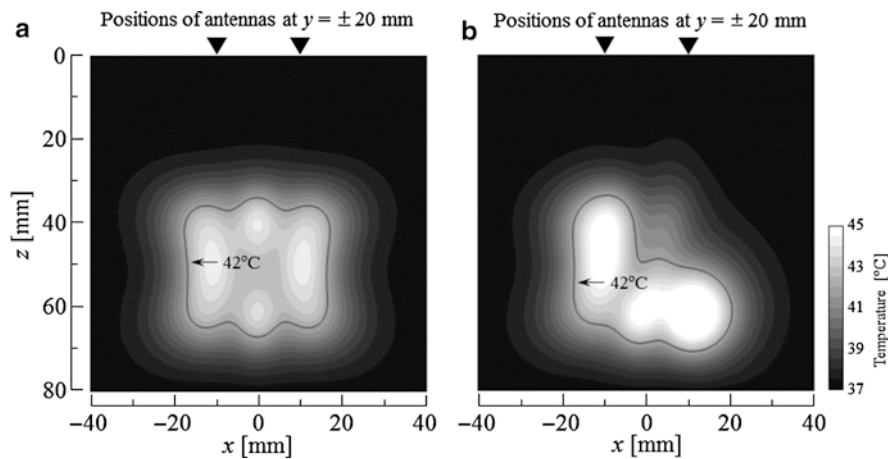 a
Positions of antennas at y = ± 20 mm
0
20
40
60
80
z [mm]
42°C
−40
−20
0
20
40
x [mm]
b
Positions of antennas at y = ± 20 mm
42°C
−40
−20
0
20
40
x [mm]
45
43
41
39
37
Temperature [°C]